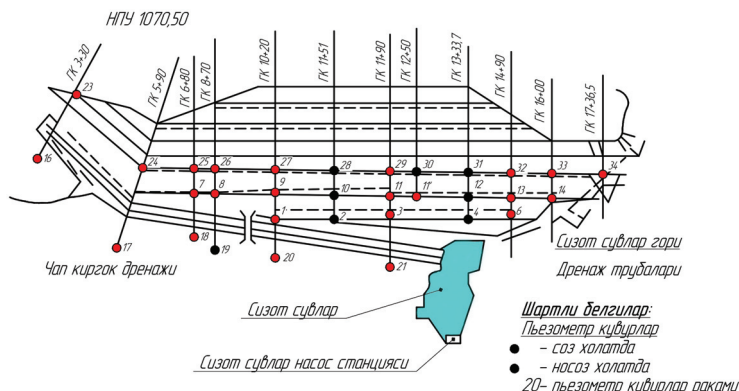 НПУ 1070,50
ГК 3+30
ГК 5+90
ГК 6+80
ГК 8+70
ГК 10+20
ГК 11+51
ГК 11+90
ГК 12+50
ГК 13+33,7
ГК 14+90
ГК 16+00
ГК 17+36,5
23
16
24 25 26 27 28 29 30 31 32 33 34
7 8 9 10 11 11' 12 13 14
1 2 3 4 6
17 18 19 20 21
Чап киргок дренажи
Сизот сувлар гори
Дренаж трубалари
Сизот сувлар
Сизот сувлар насос станцияси
Шартли белгилар:
Пьезометр кувурлар
- соз холатда
- носоз холатда
20- пьезометр кувурлар раками